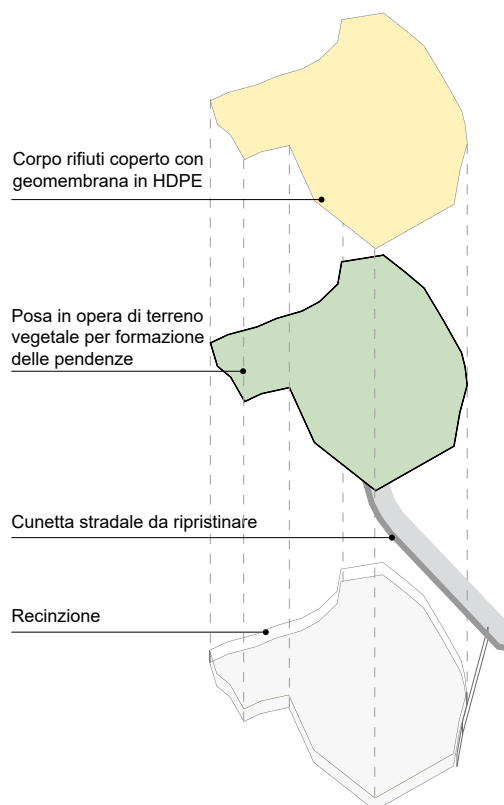 Corpo rifiuti coperto con
geomembrana in HDPE
Posa in opera di terreno
vegetale per formazione
delle pendenze
Cunetta stradale da ripristinare
Recinzione